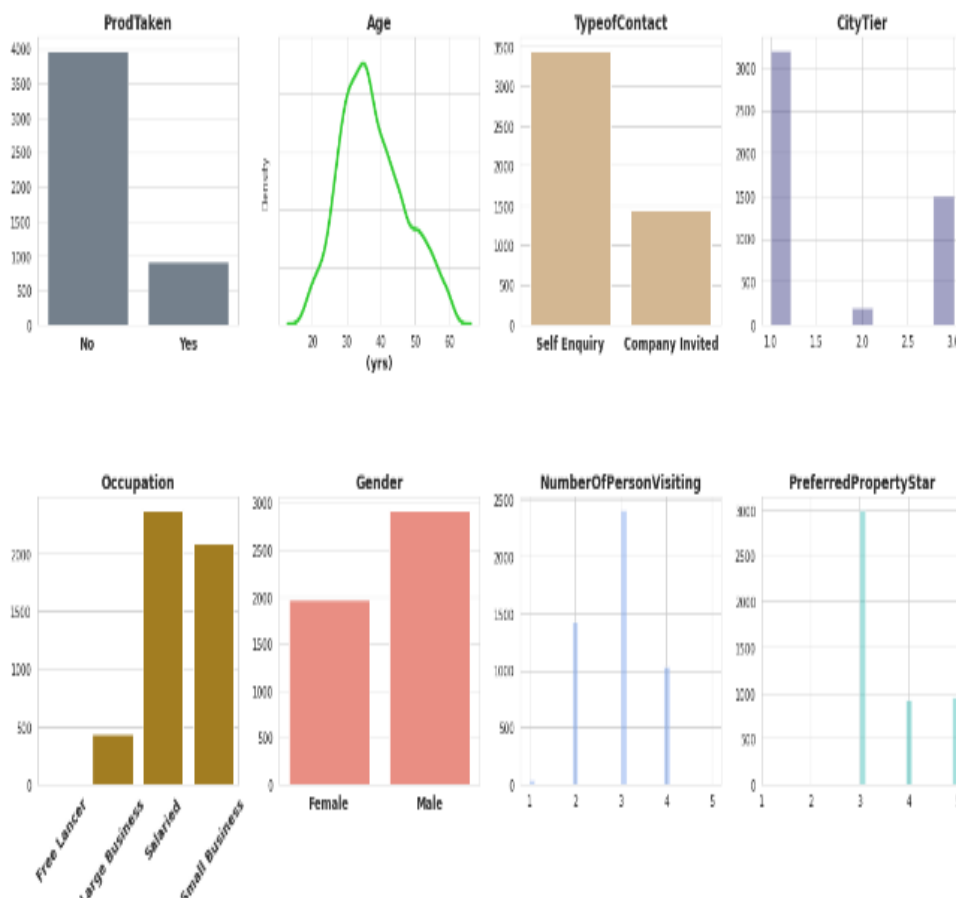 ProdTaken
4000
3500
3000
2500
2000
1500
1000
500
0
No Yes
Age
Density
20 30 40 50 60
(yrs)
TypeofContact
3500
3000
2500
2000
1500
1000
500
0
Self Enquiry Company Invited
CityTier
3000
2500
2000
1500
1000
500
0
1.0 1.5 2.0 2.5 3.0
Occupation
2000
1500
1000
500
0
Free Lancer Large Business Salaried Small Business
Gender
3000
2500
2000
1500
1000
500
0
Female Male
NumberOfPersonVisiting
2500
2000
1500
1000
500
0
1 2 3 4 5
PreferredPropertyStar
3000
2500
2000
1500
1000
500
0
1 2 3 4 5